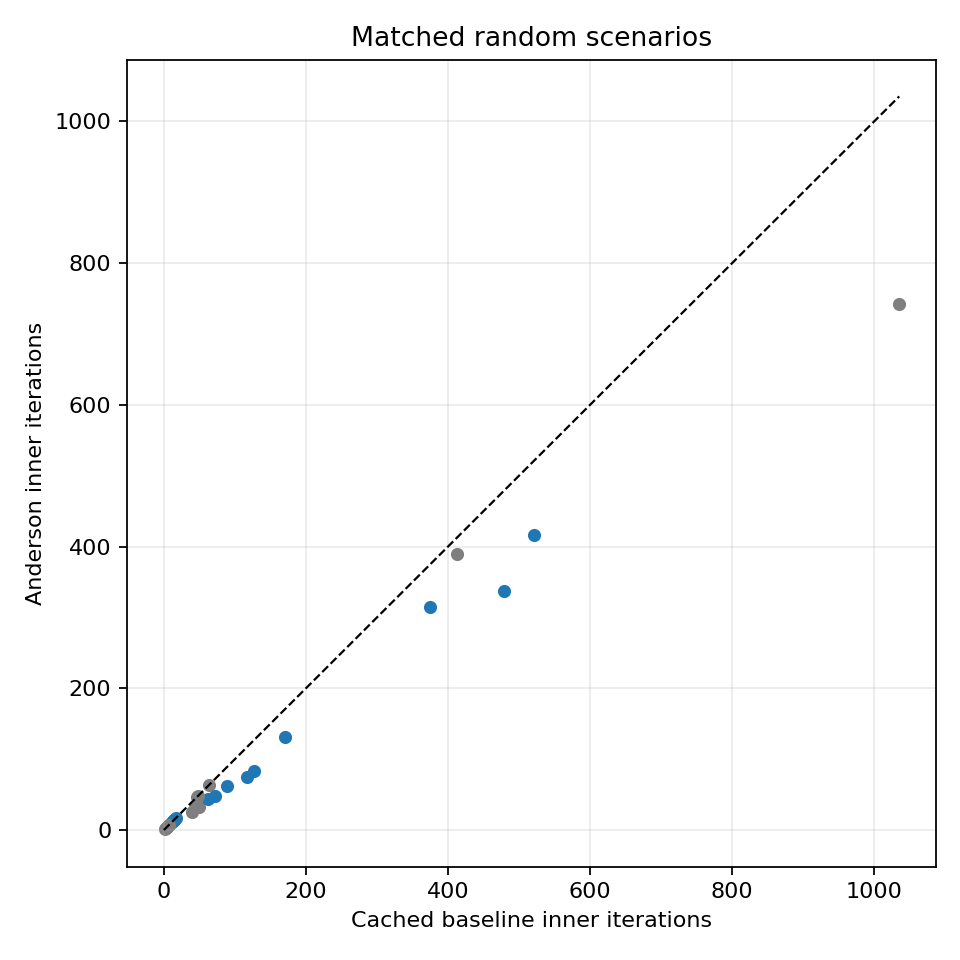 Matched random scenarios
1000
800
600
400
200
0
Anderson inner iterations
0 200 400 600 800 1000
Cached baseline inner iterations